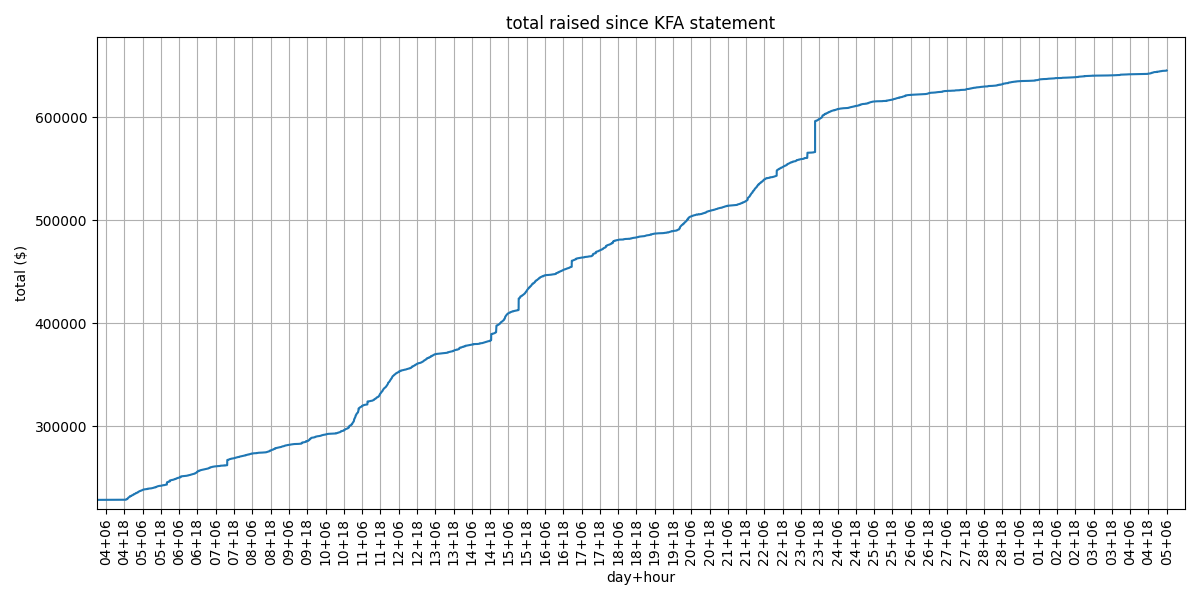 total raised since KFA statement
total ($)
600000
500000
400000
300000
04+06 04+18 05+06 05+18 06+06 06+18 07+06 07+18 08+06 08+18 09+06 09+18 10+06 10+18 11+06 11+18 12+06 12+18 13+06 13+18 14+06 14+18 15+06 15+18 16+06 16+18 17+06 17+18 18+06 18+18 19+06 19+18 20+06 20+18 21+06 21+18 22+06 22+18 23+06 23+18 24+06 24+18 25+06 25+18 26+06 26+18 27+06 27+18 28+06 28+18 01+06 01+18 02+06 02+18 03+06 03+18 04+06 04+18 05+06
day+hour